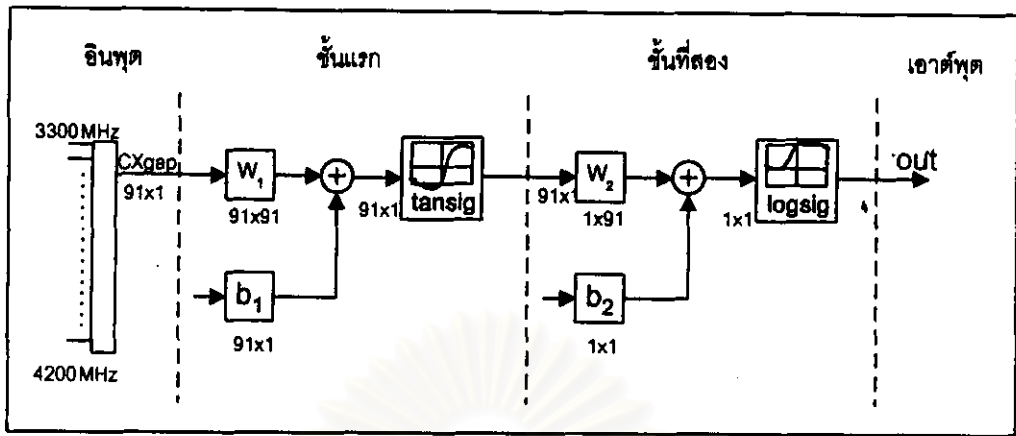 อินพุต
ชั้นแรก
ชั้นที่สอง
เอาต์พุต
3300 MHz
CXgap
91x1
W₁
91x91
91x1
tansig
b₁
91x1
91x1
W₂
1x91
1x1
logsig
b₂
1x1
out
4200 MHz